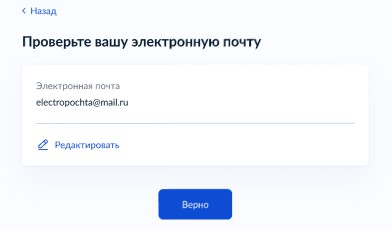 Назад
Проверьте вашу электронную почту
Электронная почта
electropochta@mail.ru
Редактировать
Верно